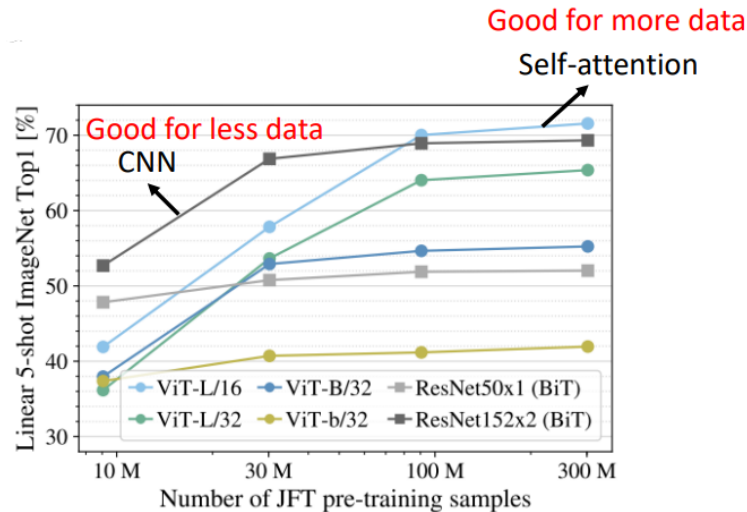 Good for more data
Self-attention
Good for less data
CNN
Linear 5-shot ImageNet Top1 [%]
70
60
50
40
30
ViT-L/16 ViT-B/32 ResNet50x1 (BiT)
ViT-L/32 ViT-b/32 ResNet152x2 (BiT)
10 M 30 M 100 M 300 M
Number of JFT pre-training samples